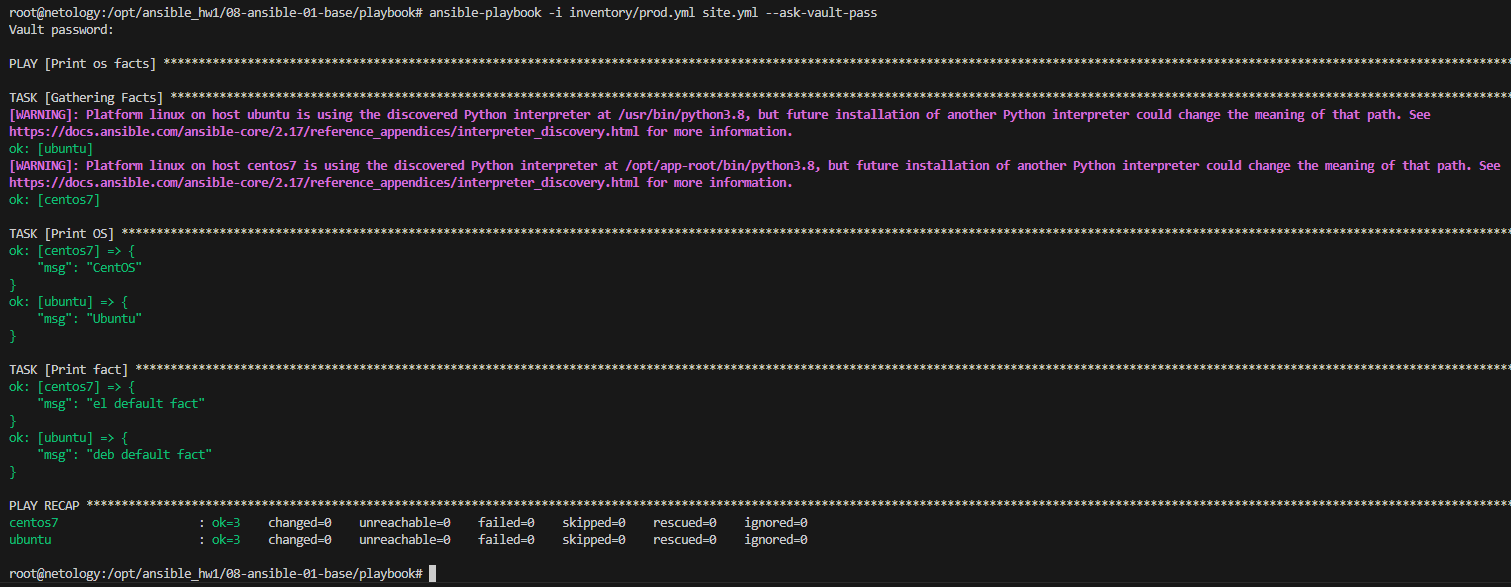 root@netology:/opt/ansible_hw1/08-ansible-01-base/playbook# ansible-playbook -i inventory/prod.yml site.yml --ask-vault-pass
Vault password:
PLAY [Print os facts] ****************************************************************************************************************************************************************************************************
TASK [Gathering Facts] ***************************************************************************************************************************************************************************************************
[WARNING]: Platform linux on host ubuntu is using the discovered Python interpreter at /usr/bin/python3.8, but future installation of another Python interpreter could change the meaning of that path. See
https://docs.ansible.com/ansible-core/2.17/reference_appendices/interpreter_discovery.html for more information.
ok: [ubuntu]
[WARNING]: Platform linux on host centos7 is using the discovered Python interpreter at /opt/app-root/bin/python3.8, but future installation of another Python interpreter could change the meaning of that path. See
https://docs.ansible.com/ansible-core/2.17/reference_appendices/interpreter_discovery.html for more information.
ok: [centos7]
TASK [Print OS] **********************************************************************************************************************************************************************************************************
ok: [centos7] => {
    "msg": "CentOS"
}
ok: [ubuntu] => {
    "msg": "Ubuntu"
}
TASK [Print fact] ********************************************************************************************************************************************************************************************************
ok: [centos7] => {
    "msg": "el default fact"
}
ok: [ubuntu] => {
    "msg": "deb default fact"
}
PLAY RECAP ***************************************************************************************************************************************************************************************************************
centos7                    : ok=3    changed=0    unreachable=0    failed=0    skipped=0    rescued=0    ignored=0
ubuntu                     : ok=3    changed=0    unreachable=0    failed=0    skipped=0    rescued=0    ignored=0
root@netology:/opt/ansible_hw1/08-ansible-01-base/playbook#